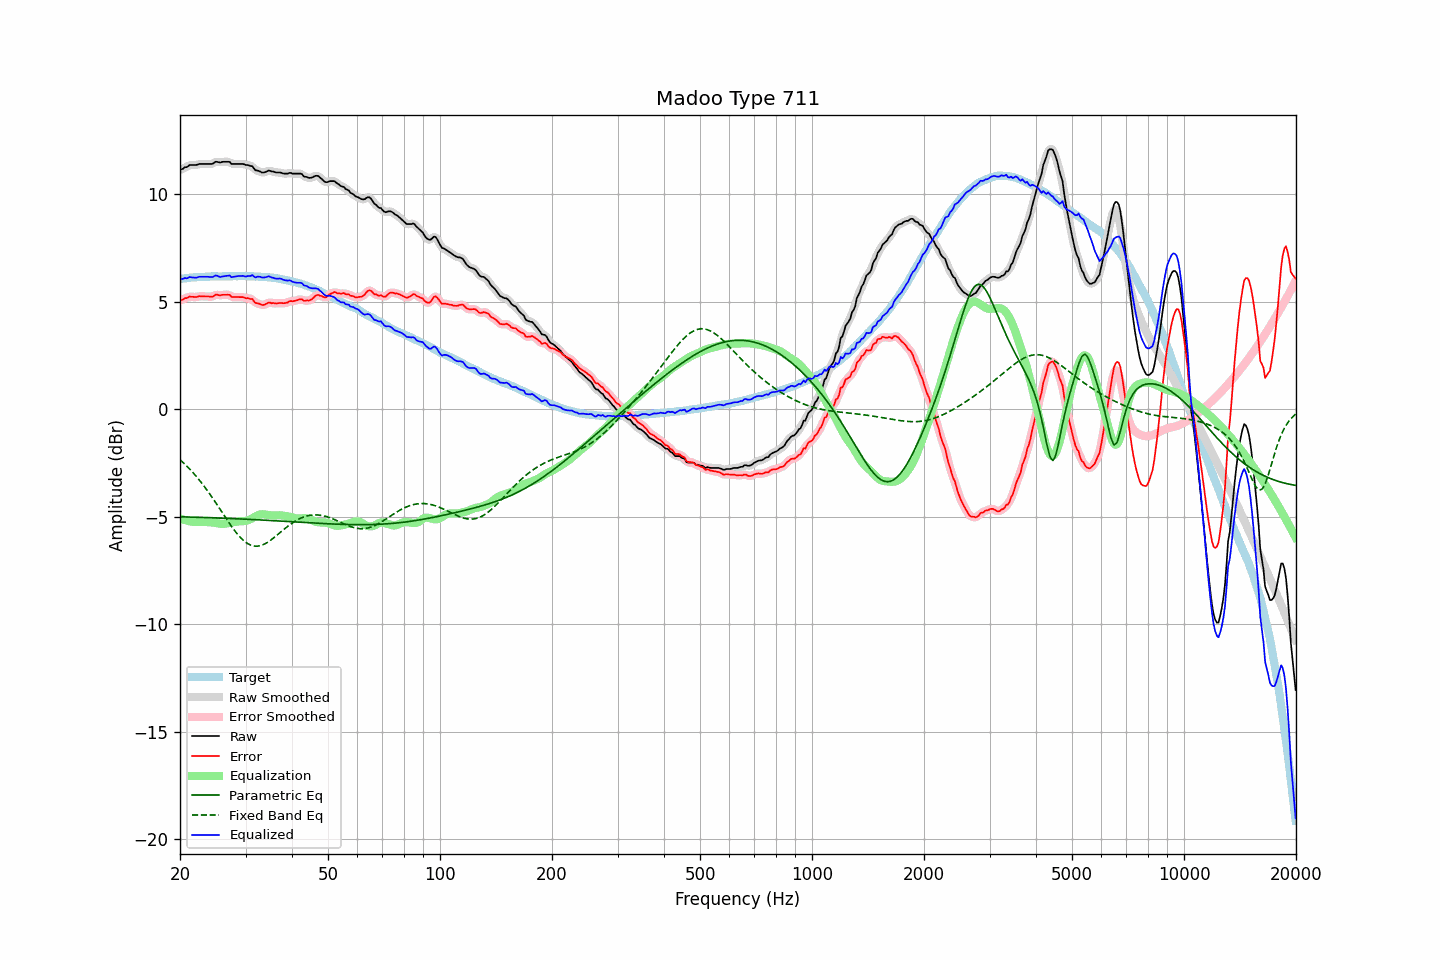 Madoo Type 711
Amplitude (dBr)
10
5
0
−5
−10
−15
−20
Target
Raw Smoothed
Error Smoothed
Raw
Error
Equalization
Parametric Eq
Fixed Band Eq
Equalized
20 50 100 200 500 1000 2000 5000 10000 20000
Frequency (Hz)